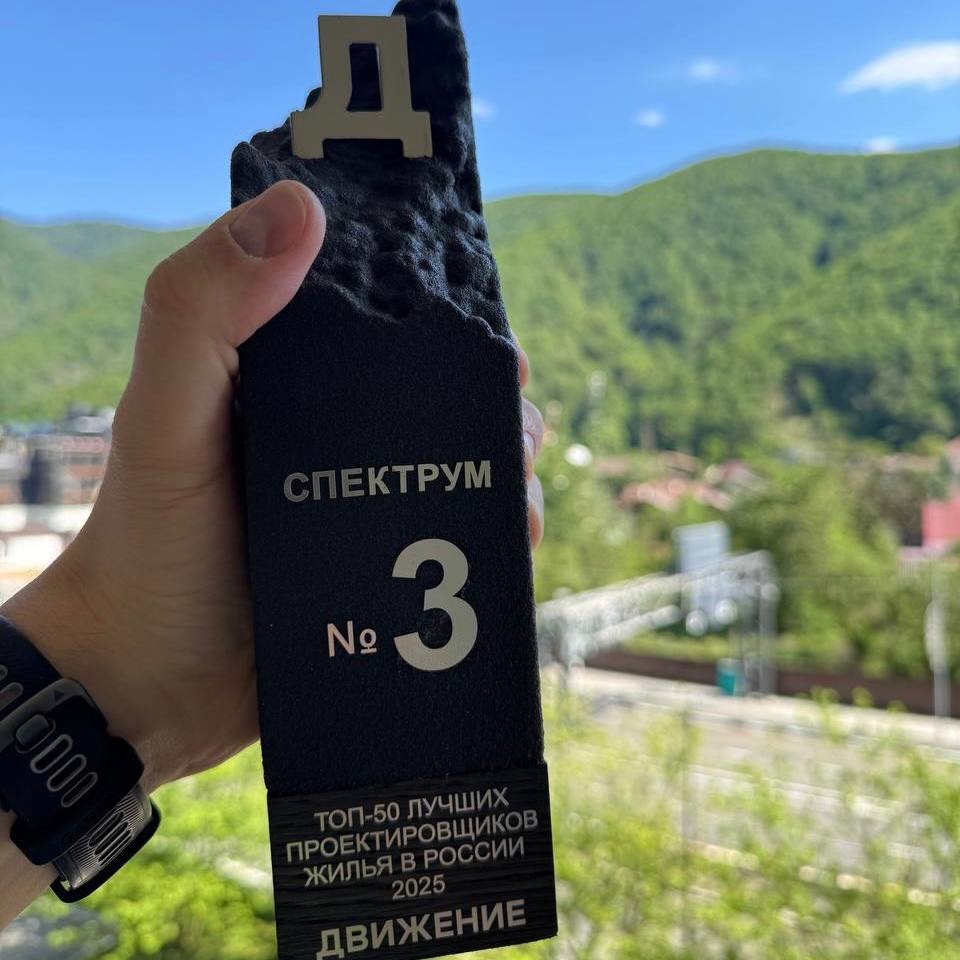 Д
СПЕКТРУМ
№ 3
ТОП-50 ЛУЧШИХ
ПРОЕКТИРОВЩИКОВ
ЖИЛЬЯ В РОССИИ
2025
ДВИЖЕНИЕ